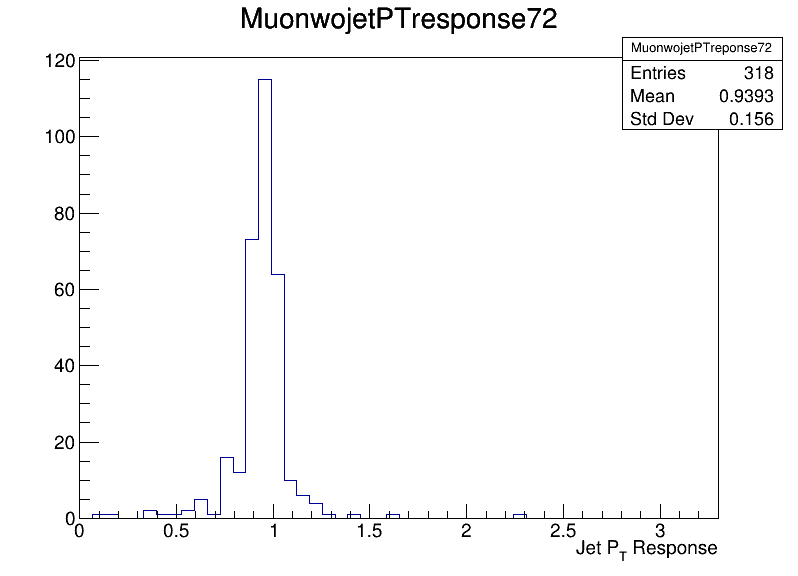 MuonwojetPTresponse72
MuonwojetPTreponse72
Entries 318
Mean 0.9393
Std Dev 0.156
120
100
80
60
40
20
0
0 0.5 1 1.5 2 2.5 3
Jet P_T Response